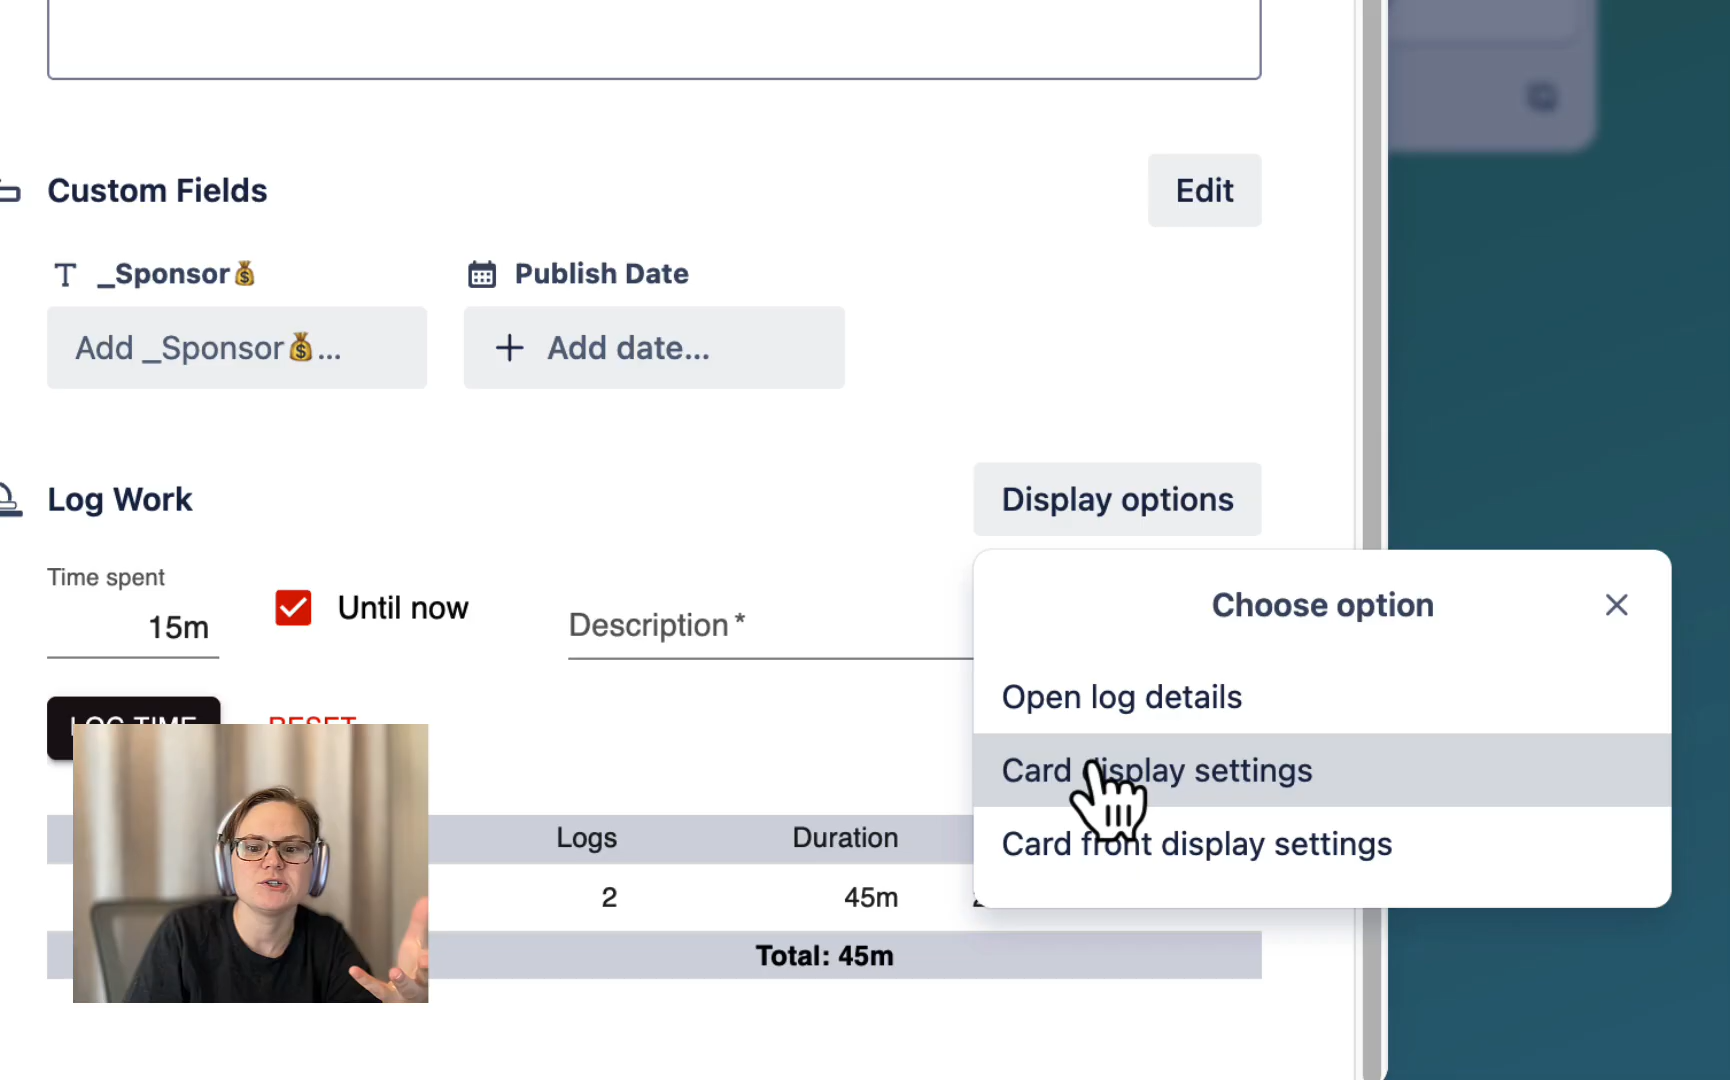 Custom Fields
Edit
_Sponsor💰
Publish Date
Add _Sponsor💰...
+ Add date...
Log Work
Display options
Time spent
15m
Until now
Description *
Choose option
Open log details
Card display settings
Card front display settings
LOG TIME
RESET
Logs
Duration
2
45m
Total: 45m